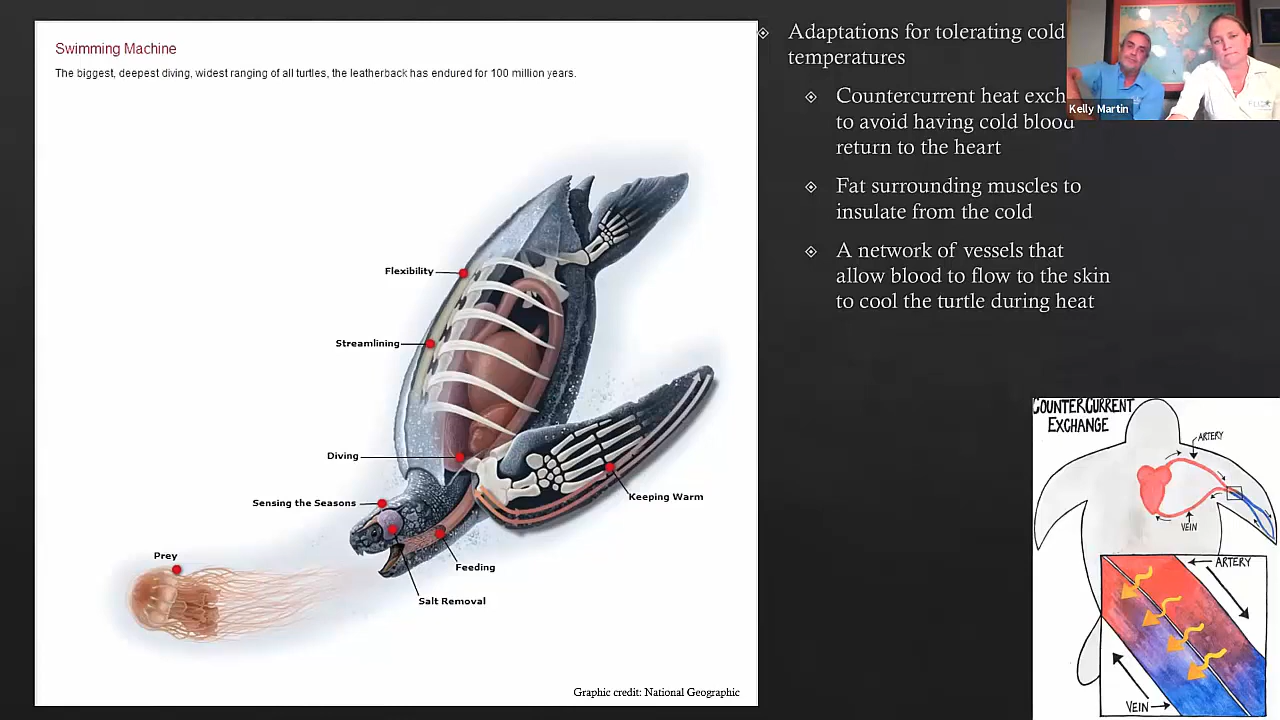 Swimming Machine
The biggest, deepest diving, widest ranging of all turtles, the leatherback has endured for 100 million years.
Flexibility
Streamlining
Diving
Sensing the Seasons
Keeping Warm
Prey
Feeding
Salt Removal
Graphic credit: National Geographic
Adaptations for tolerating cold
temperatures
Countercurrent heat exch
to avoid having cold blood
return to the heart
Fat surrounding muscles to
insulate from the cold
A network of vessels that
allow blood to flow to the skin
to cool the turtle during heat
Kelly Martin
COUNTERCURRENT
EXCHANGE
ARTERY
VEIN
ARTERY
VEIN